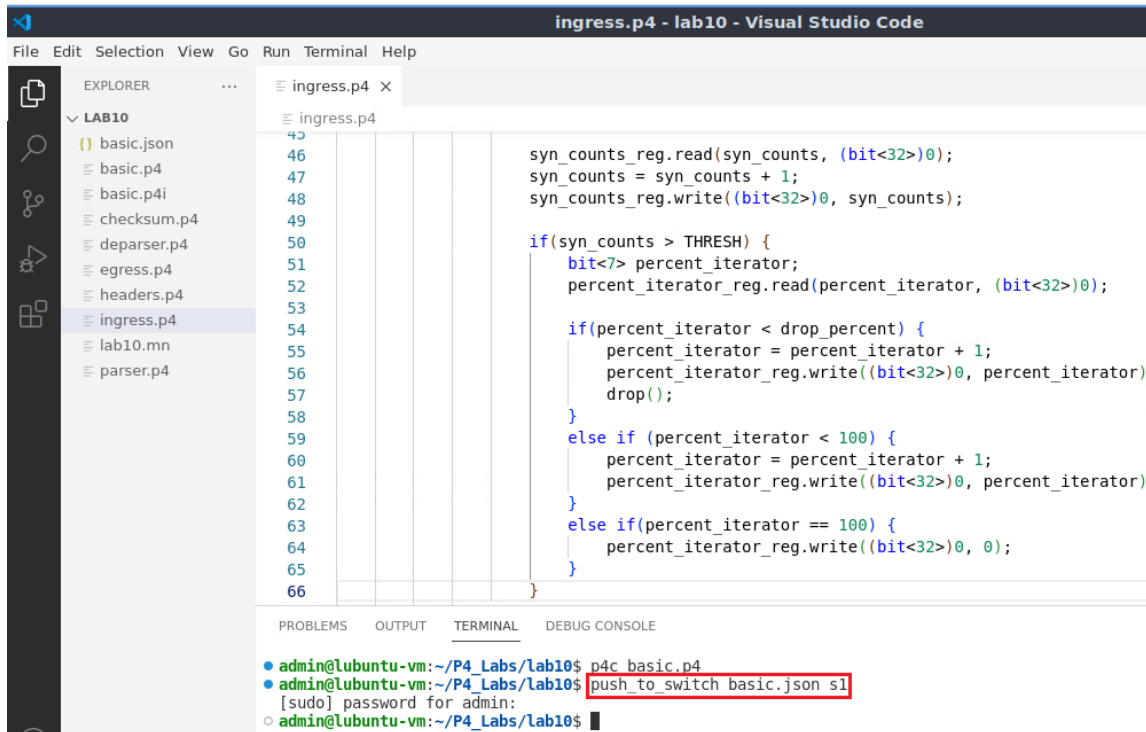 ingress.p4 - lab10 - Visual Studio Code
File Edit Selection View Go Run Terminal Help
EXPLORER ...
LAB10
{} basic.json
basic.p4
basic.p4i
checksum.p4
deparser.p4
egress.p4
headers.p4
ingress.p4
lab10.mn
parser.p4
ingress.p4 ×
ingress.p4
45
46 syn_counts_reg.read(syn_counts, (bit<32>)0);
47 syn_counts = syn_counts + 1;
48 syn_counts_reg.write((bit<32>)0, syn_counts);
49
50 if(syn_counts > THRESH) {
51 bit<7> percent_iterator;
52 percent_iterator_reg.read(percent_iterator, (bit<32>)0);
53
54 if(percent_iterator < drop_percent) {
55 percent_iterator = percent_iterator + 1;
56 percent_iterator_reg.write((bit<32>)0, percent_iterator)
57 drop();
58 }
59 else if (percent_iterator < 100) {
60 percent_iterator = percent_iterator + 1;
61 percent_iterator_reg.write((bit<32>)0, percent_iterator)
62 }
63 else if(percent_iterator == 100) {
64 percent_iterator_reg.write((bit<32>)0, 0);
65 }
66 }
PROBLEMS OUTPUT TERMINAL DEBUG CONSOLE
admin@lubuntu-vm:~/P4_Labs/lab10$ p4c basic.p4
admin@lubuntu-vm:~/P4_Labs/lab10$ push_to_switch basic.json s1
[sudo] password for admin:
admin@lubuntu-vm:~/P4_Labs/lab10$